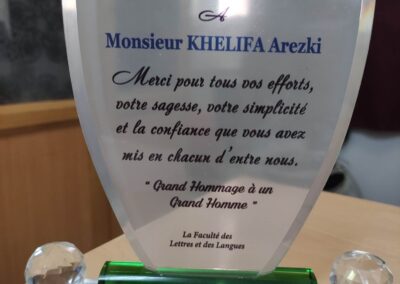 A
Monsieur KHELIFA Arezki
Merci pour tous vos efforts,
votre sagesse, votre simplicité
et la confiance que vous avez
mis en chacun d'entre nous.
" Grand Hommage à un
Grand Homme "
La Faculté des
Lettres et des Langues